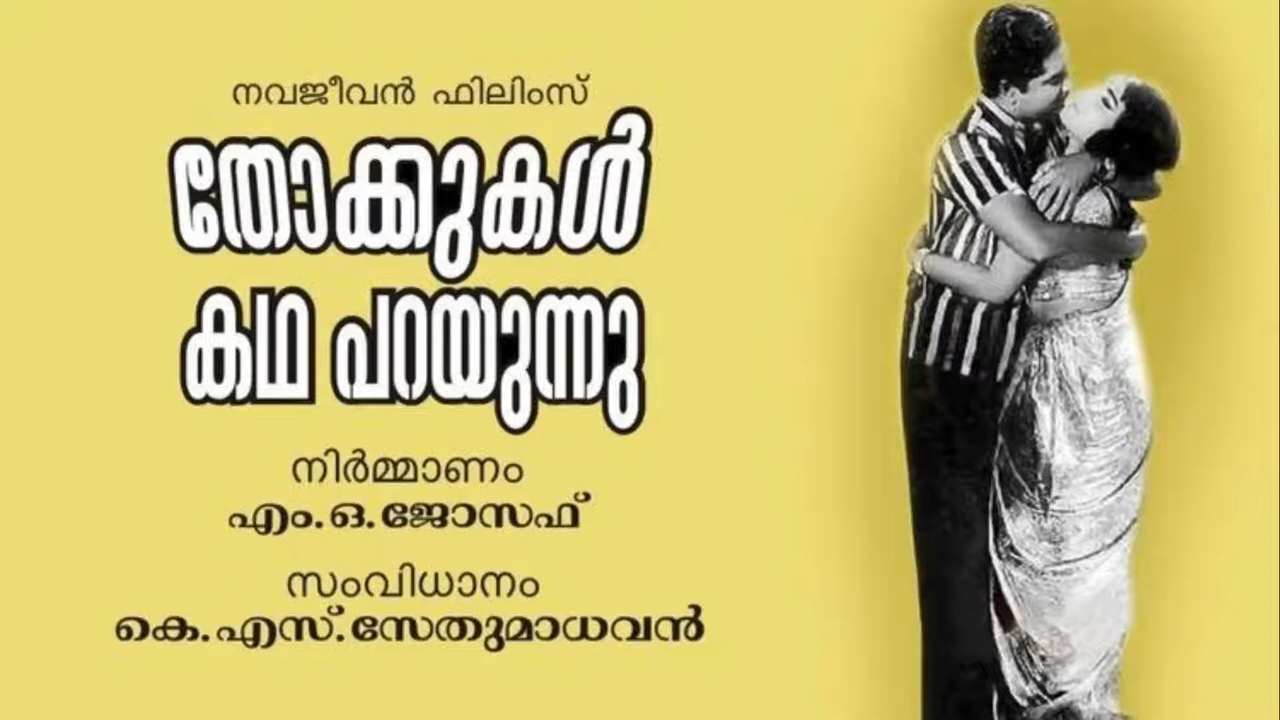 നവജീവൻ ഫിലിംസ്
തോക്കുകൾ
കഥ പറയുന്നു
നിർമ്മാണം
എം.ഒ.ജോസഫ്
സംവിധാനം
കെ.എസ്.സേതുമാധവൻ